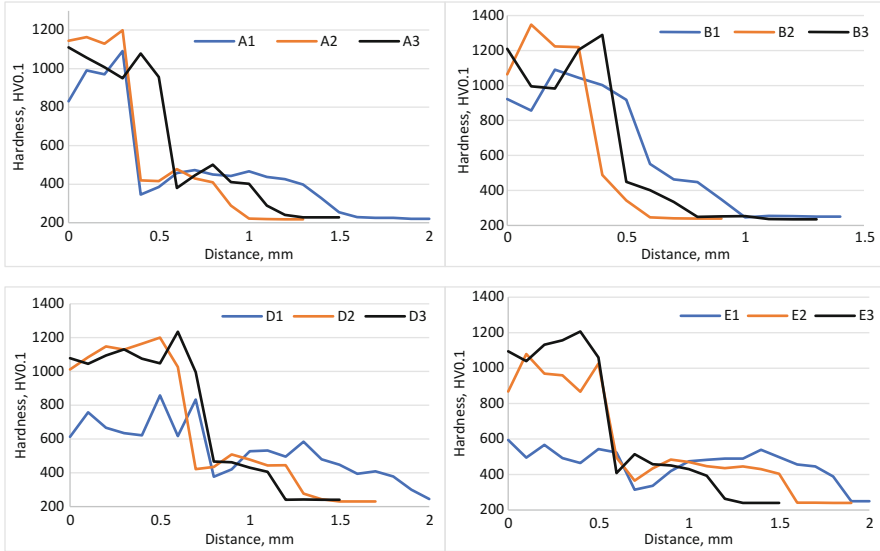 1200
1000
800
600
400
200
Hardness, HV0.1
A1 A2 A3
0 0.5 1 1.5 2
Distance, mm
1400
1200
1000
800
600
400
200
Hardness, HV0.1
B1 B2 B3
0 0.5 1 1.5
Distance, mm
1400
1200
1000
800
600
400
200
Hardness, HV0.1
D1 D2 D3
0 0.5 1 1.5 2
Distance, mm
1400
1200
1000
800
600
400
200
Hardness, HV0.1
E1 E2 E3
0 0.5 1 1.5 2
Distance, mm